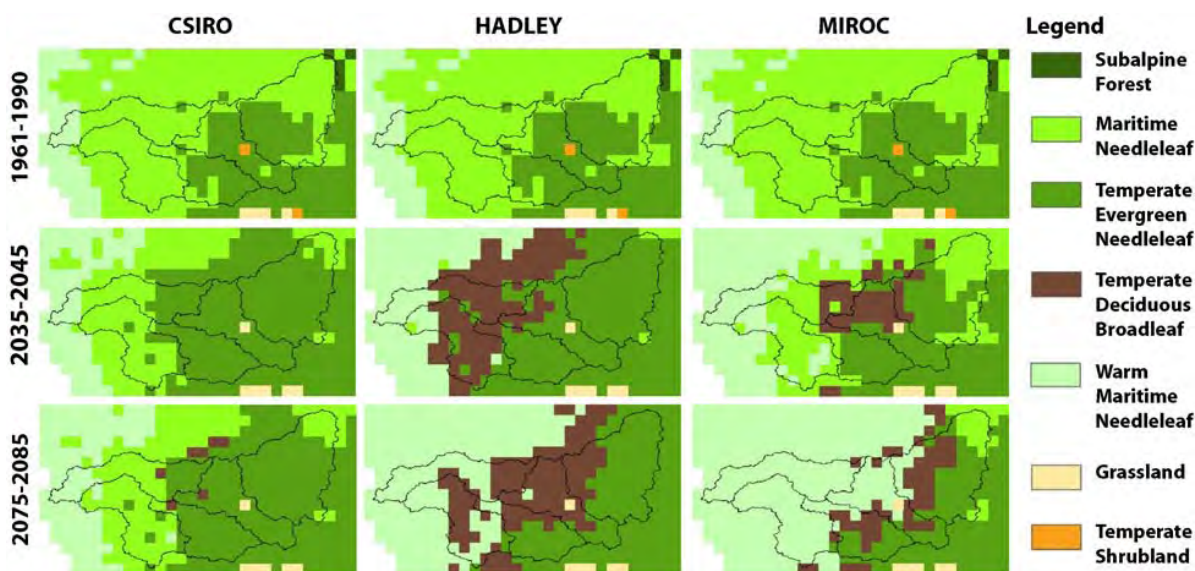 CSIRO
HADLEY
MIROC
Legend
1961-1990
2035-2045
2075-2085
Subalpine
Forest
Maritime
Needleleaf
Temperate
Evergreen
Needleleaf
Temperate
Deciduous
Broadleaf
Warm
Maritime
Needleleaf
Grassland
Temperate
Shrubland